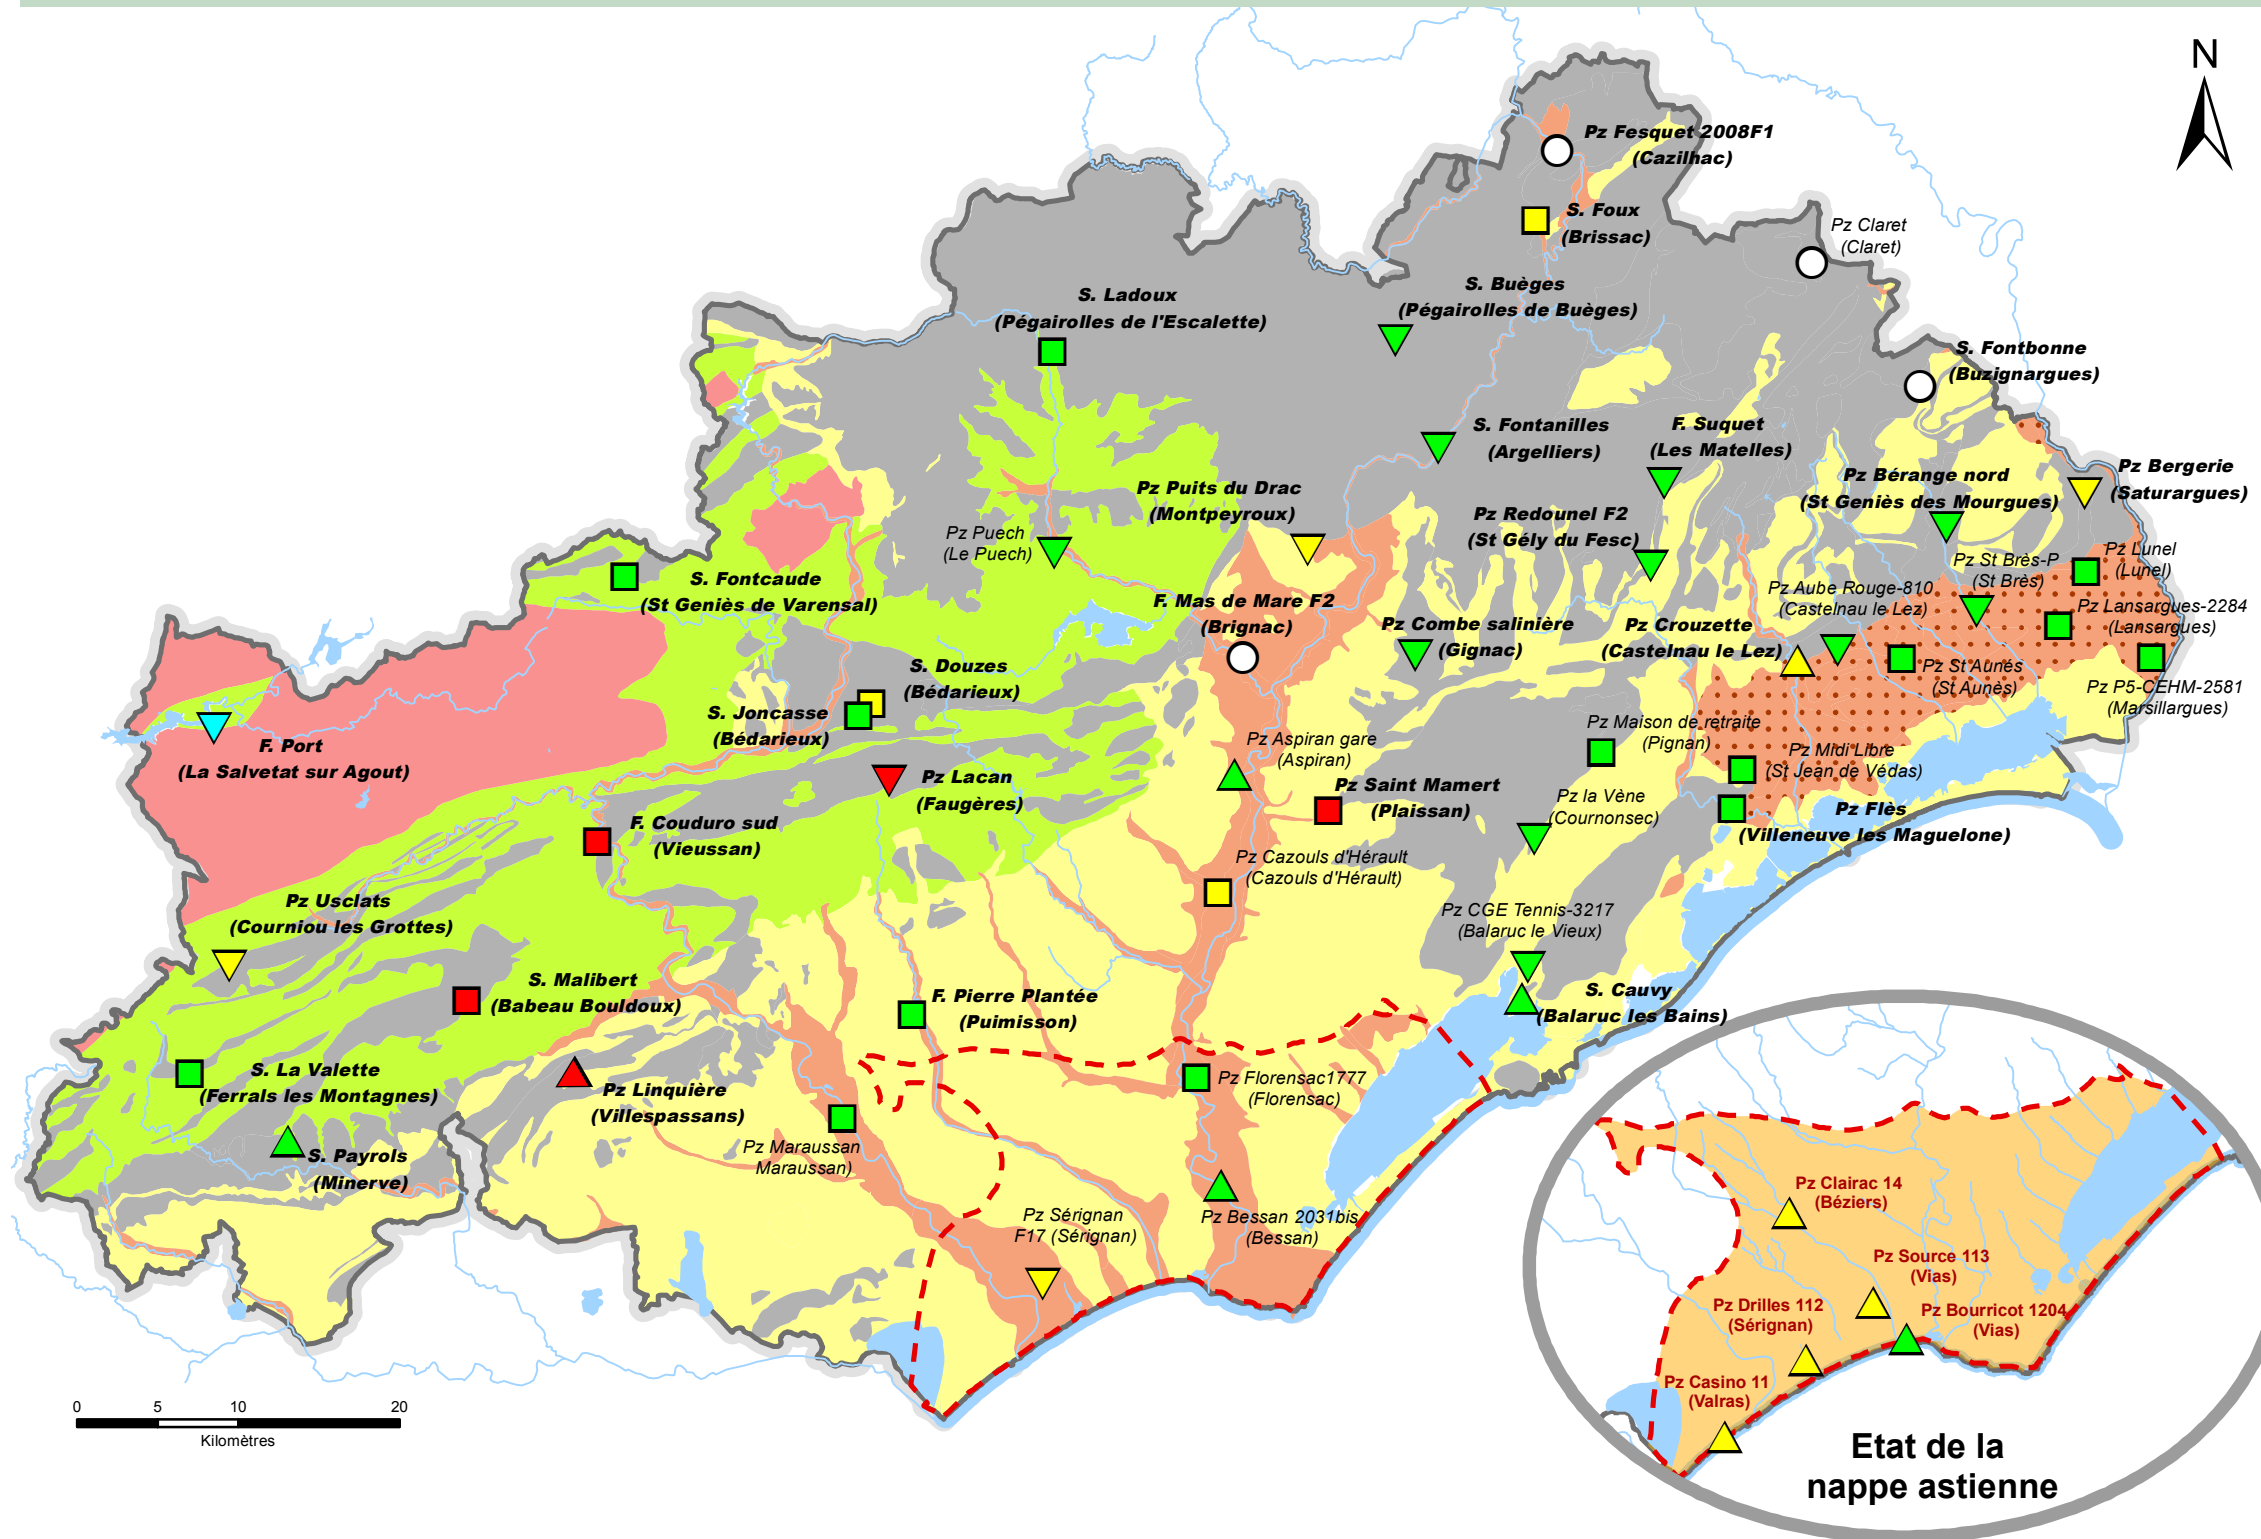 N
Pz Fesquet 2008F1
(Cazilhac)
S. Foux
(Brissac)
Pz Claret
(Claret)
S. Buèges
(Pégairolles de Buèges)
S. Ladoux
(Pégairolles de l'Escalette)
S. Fontbonne
(Buzignargues)
S. Fontanilles
(Argelliers)
F. Suquet
(Les Matelles)
Pz Bérange nord
(St Geniès des Mourgues)
Pz Bergerie
(Saturargues)
Pz Puits du Drac
(Montpeyroux)
Pz Redounel F2
(St Gély du Fesc)
Pz Puech
(Le Puech)
Pz St Brès-P
(St Brès)
Pz Lunel
(Lunel)
S. Fontcaude
(St Geniès de Varensal)
Pz Aube Rouge-810
(Castelnau le Lez)
F. Mas de Mare F2
(Brignac)
Pz Combe salinière
(Gignac)
Pz Crouzette
(Castelnau le Lez)
Pz Lansargues-2284
(Lansargues)
S. Douzes
(Bédarieux)
Pz St Aunés
(St Aunès)
Pz P5-CEHM-2581
(Marsillargues)
S. Joncasse
(Bédarieux)
F. Port
(La Salvetat sur Agout)
Pz Aspiran gare
(Aspiran)
Pz Maison de retraite
(Pignan)
Pz Midi Libre
(St Jean de Védas)
Pz Lacan
(Faugères)
Pz Saint Mamert
(Plaissan)
Pz la Vène
(Cournonsec)
Pz Flès
(Villeneuve les Maguelone)
F. Couduro sud
(Vieussan)
Pz Cazouls d'Hérault
(Cazouls d'Hérault)
Pz Usclats
(Courniou les Grottes)
Pz CGE Tennis-3217
(Balaruc le Vieux)
S. Malibert
(Babeau Bouldoux)
F. Pierre Plantée
(Puimisson)
S. Cauvy
(Balaruc les Bains)
S. La Valette
(Ferrals les Montagnes)
Pz Linquière
(Villespassans)
Pz Florensac1777
(Florensac)
S. Payrols
(Minerve)
Pz Maraussan
Maraussan)
Pz Sérignan
F17 (Sérignan)
Pz Bessan 2031bis
(Bessan)
Pz Clairac 14
(Béziers)
Pz Source 113
(Vias)
Pz Drilles 112
(Sérignan)
Pz Bourricot 1204
(Vias)
Pz Casino 11
(Valras)
Etat de la
nappe astienne
0 5 10 20
Kilomètres